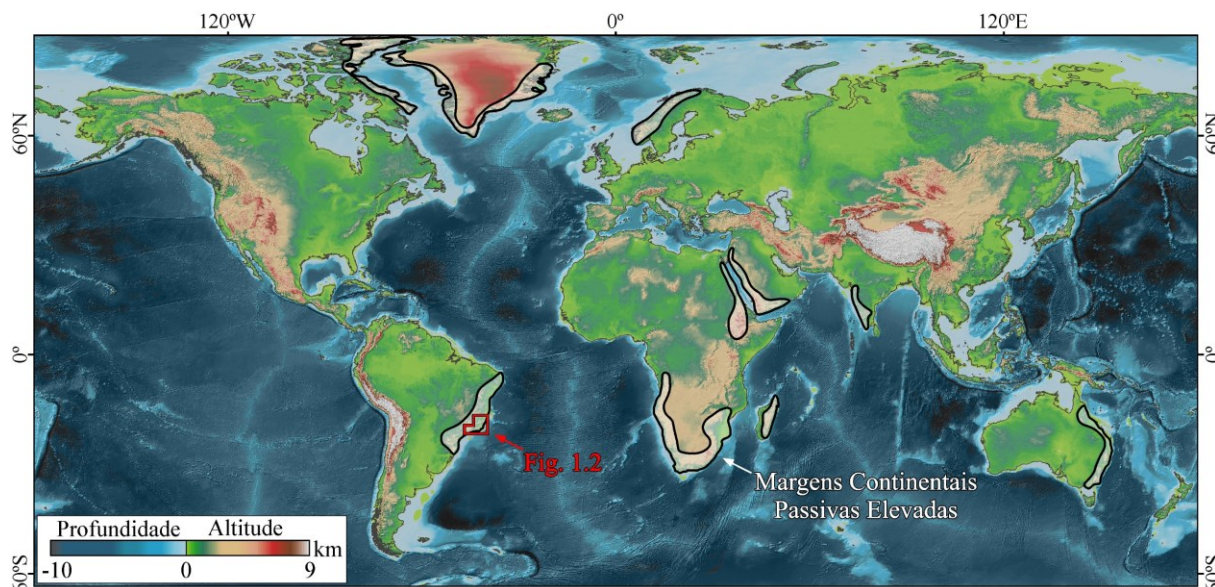 120ºW 0º 120ºE
60ºN 60ºN
0º 0º
Fig. 1.2
Margens Continentais
Passivas Elevadas
Profundidade Altitude
km
-10 0 9